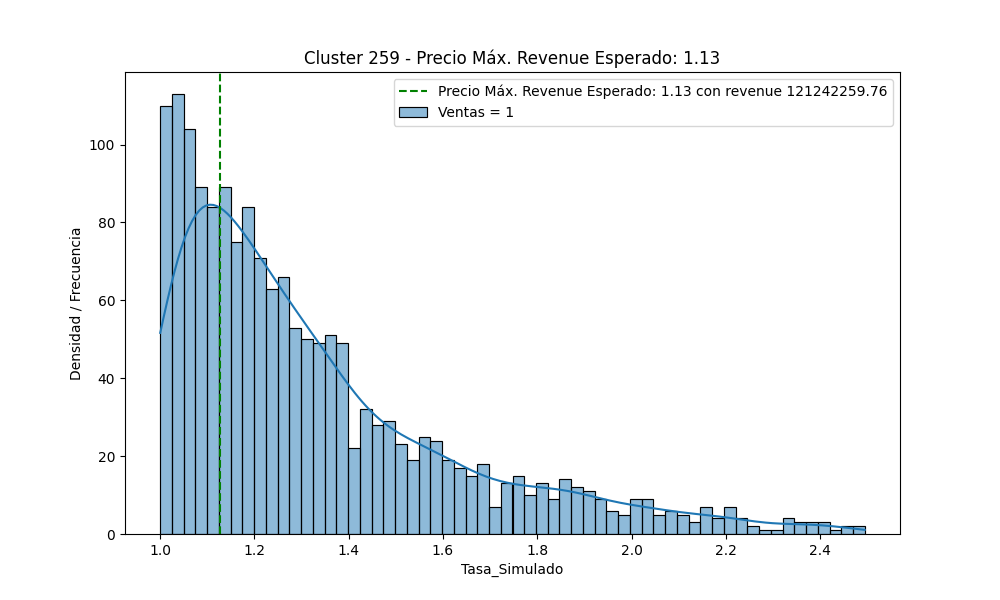 Cluster 259 - Precio Máx. Revenue Esperado: 1.13
Precio Máx. Revenue Esperado: 1.13 con revenue 121242259.76
Ventas = 1
Densidad / Frecuencia
100
80
60
40
20
0
1.0 1.2 1.4 1.6 1.8 2.0 2.2 2.4
Tasa_Simulado